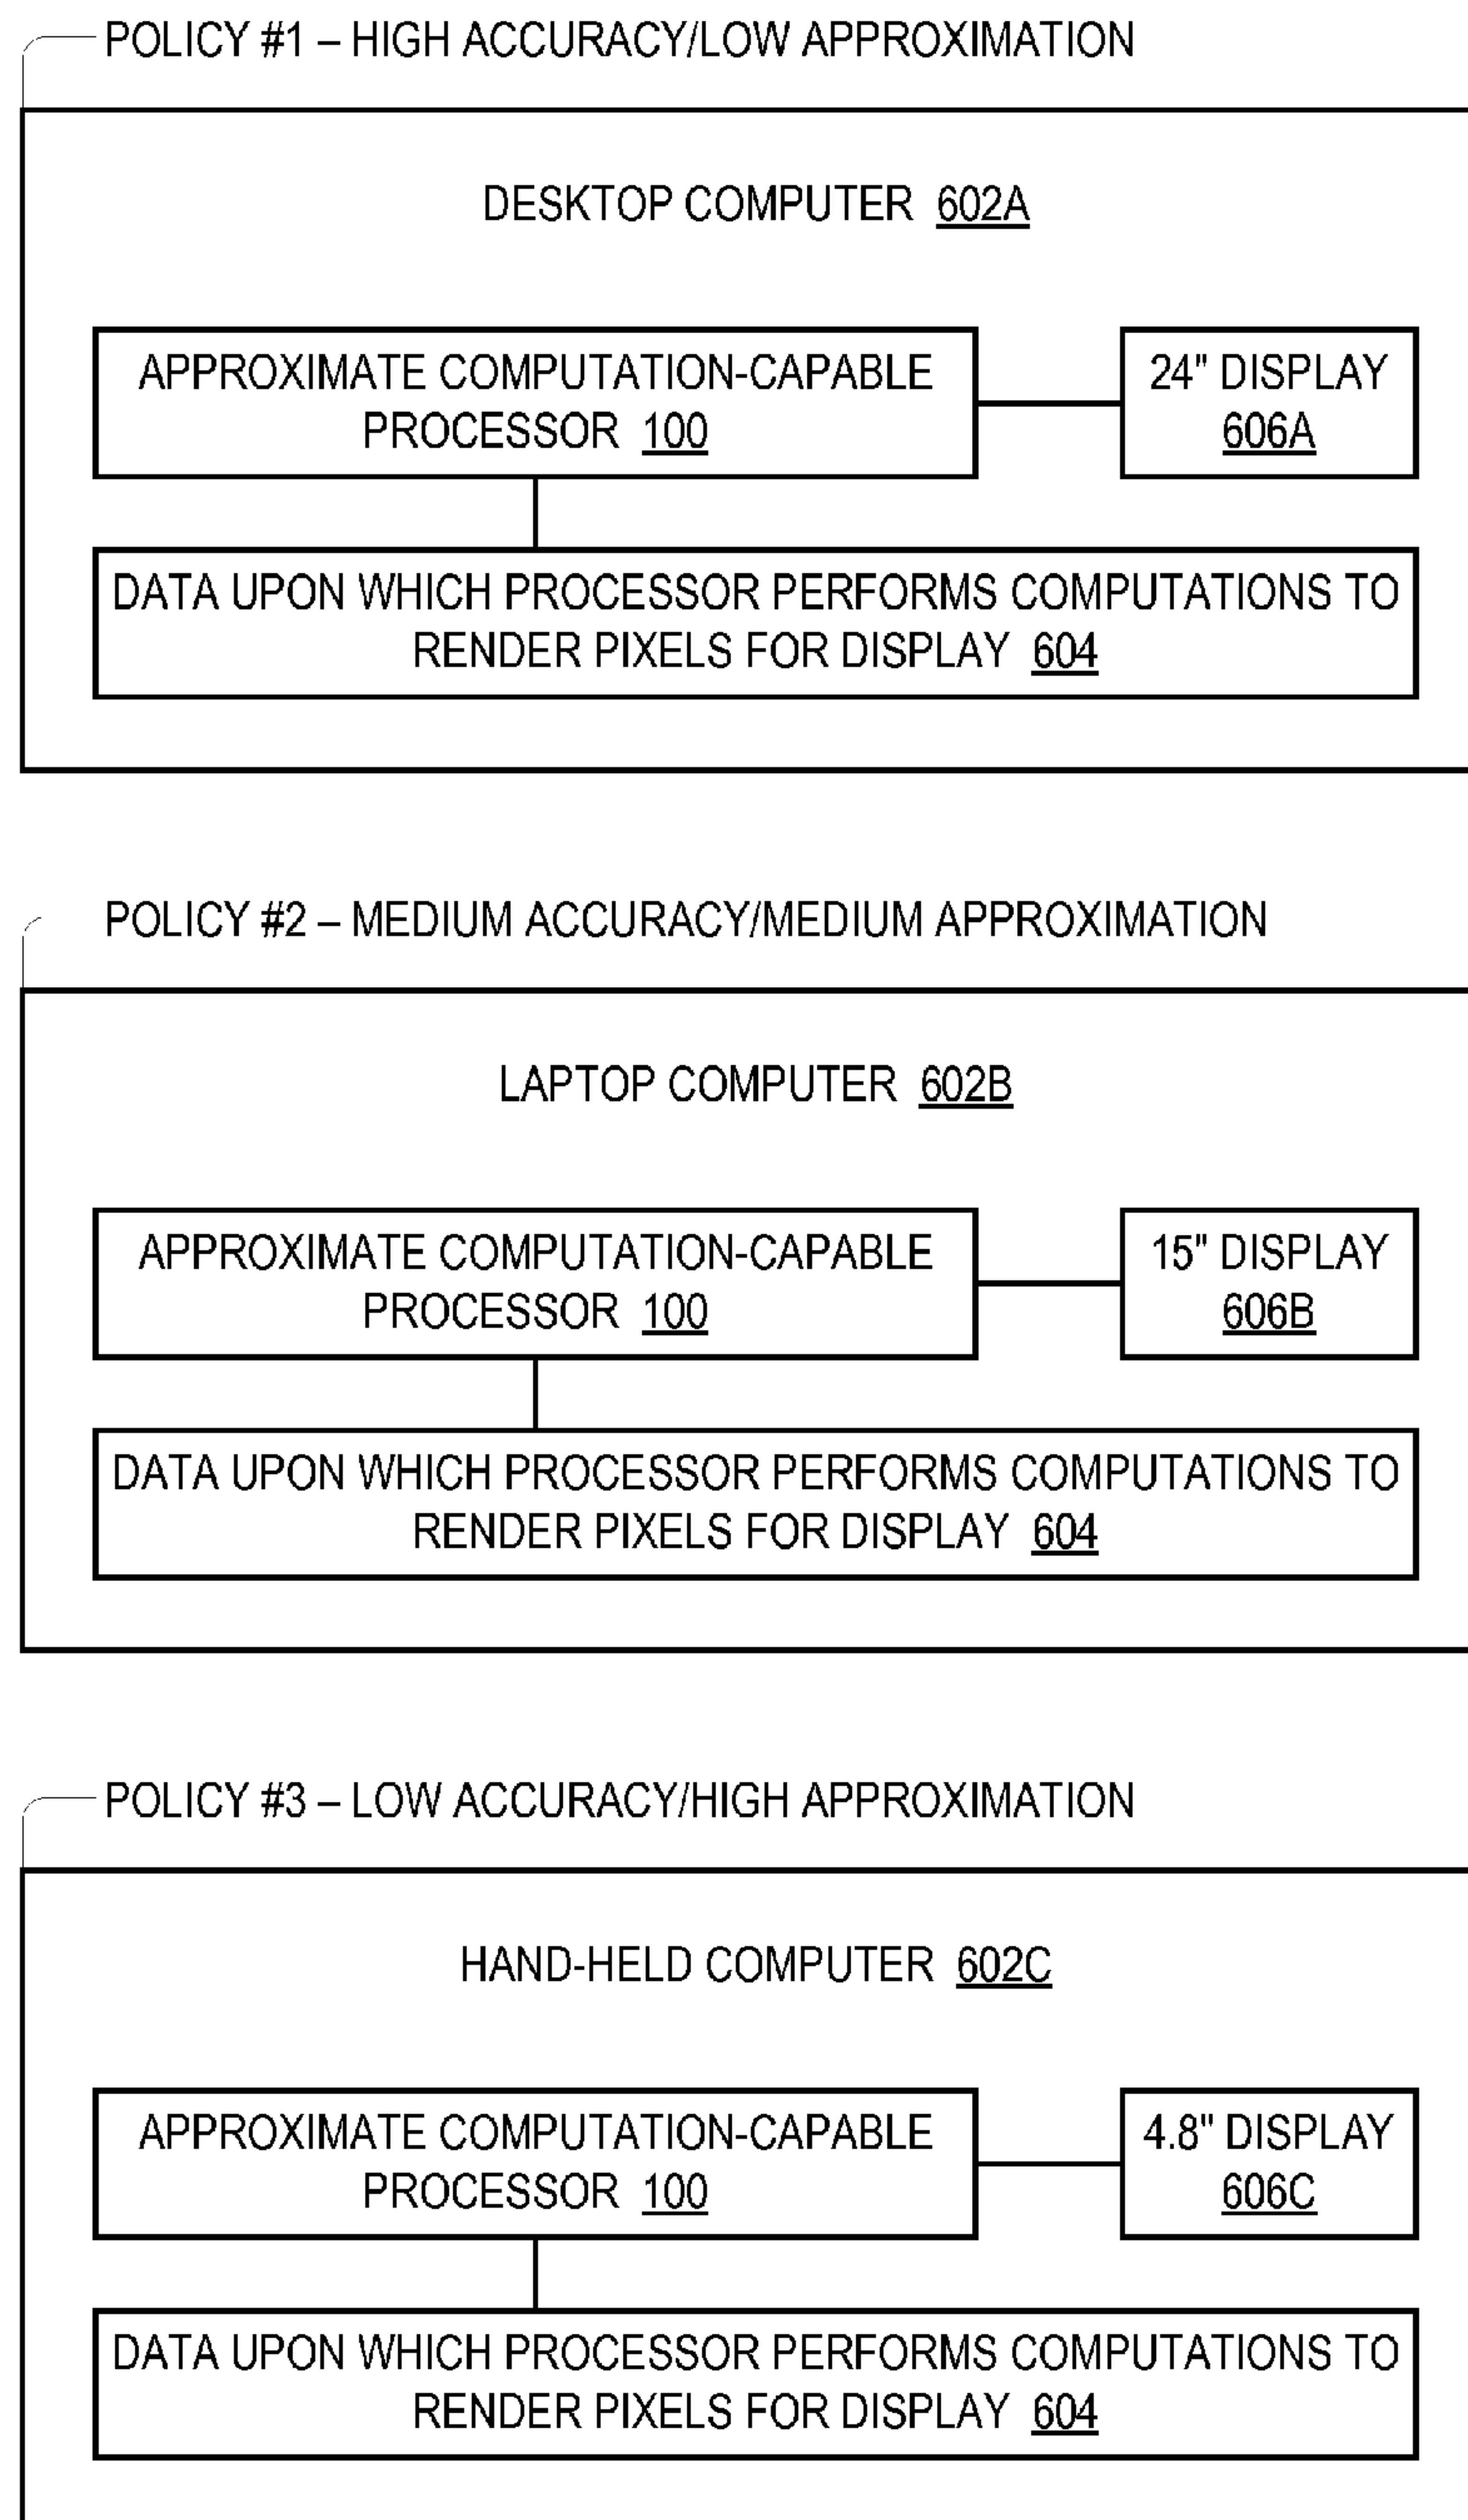 POLICY #1 – HIGH ACCURACY/LOW APPROXIMATION
DESKTOP COMPUTER 602A
APPROXIMATE COMPUTATION-CAPABLE
PROCESSOR 100
24" DISPLAY
606A
DATA UPON WHICH PROCESSOR PERFORMS COMPUTATIONS TO
RENDER PIXELS FOR DISPLAY 604
POLICY #2 – MEDIUM ACCURACY/MEDIUM APPROXIMATION
LAPTOP COMPUTER 602B
APPROXIMATE COMPUTATION-CAPABLE
PROCESSOR 100
15" DISPLAY
606B
DATA UPON WHICH PROCESSOR PERFORMS COMPUTATIONS TO
RENDER PIXELS FOR DISPLAY 604
POLICY #3 – LOW ACCURACY/HIGH APPROXIMATION
HAND-HELD COMPUTER 602C
APPROXIMATE COMPUTATION-CAPABLE
PROCESSOR 100
4.8" DISPLAY
606C
DATA UPON WHICH PROCESSOR PERFORMS COMPUTATIONS TO
RENDER PIXELS FOR DISPLAY 604